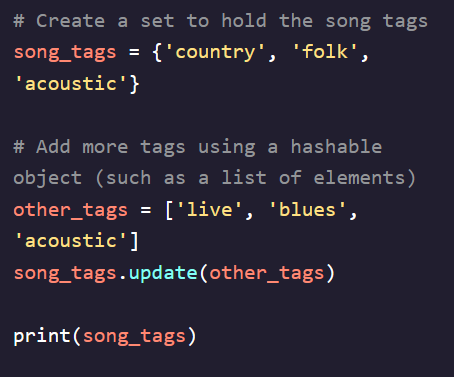 # Create a set to hold the song tags
song_tags = {'country', 'folk',
'acoustic'}
# Add more tags using a hashable
object (such as a list of elements)
other_tags = ['live', 'blues',
'acoustic']
song_tags.update(other_tags)
print(song_tags)